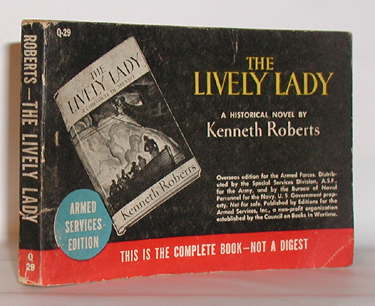 ROBERTS — THE LIVELY LADY
Q
29
Q-29
THE
LIVELY LADY
Kenneth Roberts
ARMED
SERVICES
EDITION
THE
LIVELY LADY
A HISTORICAL NOVEL BY
Kenneth Roberts
Overseas edition for the Armed Forces. Distrib-
uted by the Special Services Division, A.S.F.,
for the Army, and by the Bureau of Naval
Personnel for the Navy. U. S. Government prop-
erty. Not for sale. Published by Editions for the
Armed Services, Inc., a non-profit organization
established by the Council on Books in Wartime.
THIS IS THE COMPLETE BOOK—NOT A DIGEST